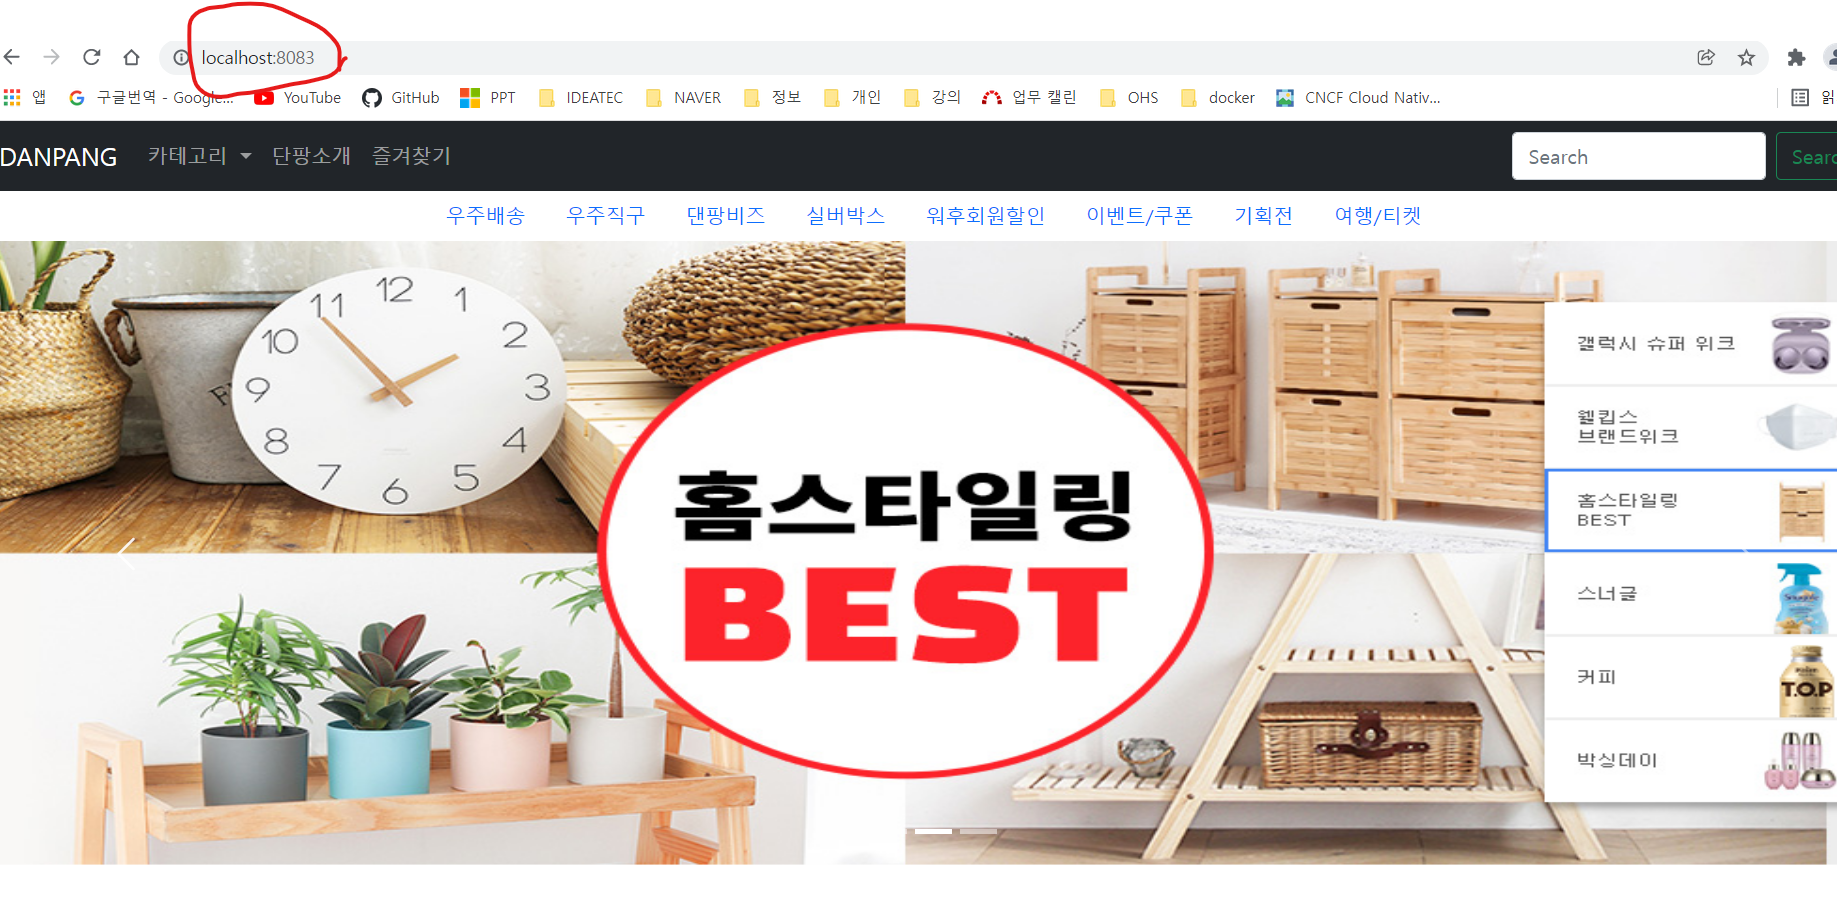 localhost:8083
앱 구글번역 - Google... YouTube GitHub PPT IDEATEC NAVER 정보 개인 강의 업무 캘린 OHS docker CNCF Cloud Nativ... 읽
DANPANG 카테고리 단팡소개 즐겨찾기 Search Searc
우주배송 우주직구 댄팡비즈 실버박스 워후회원할인 이벤트/쿠폰 기획전 여행/티켓
12
11 1
10 2
9 3
8 4
7 5
6
홈스타일링
BEST
갤럭시 슈퍼 위크
웰킵스
브랜드위크
홈스타일링
BEST
스너글
Snuggle
커피
T.O.P
박싱데이